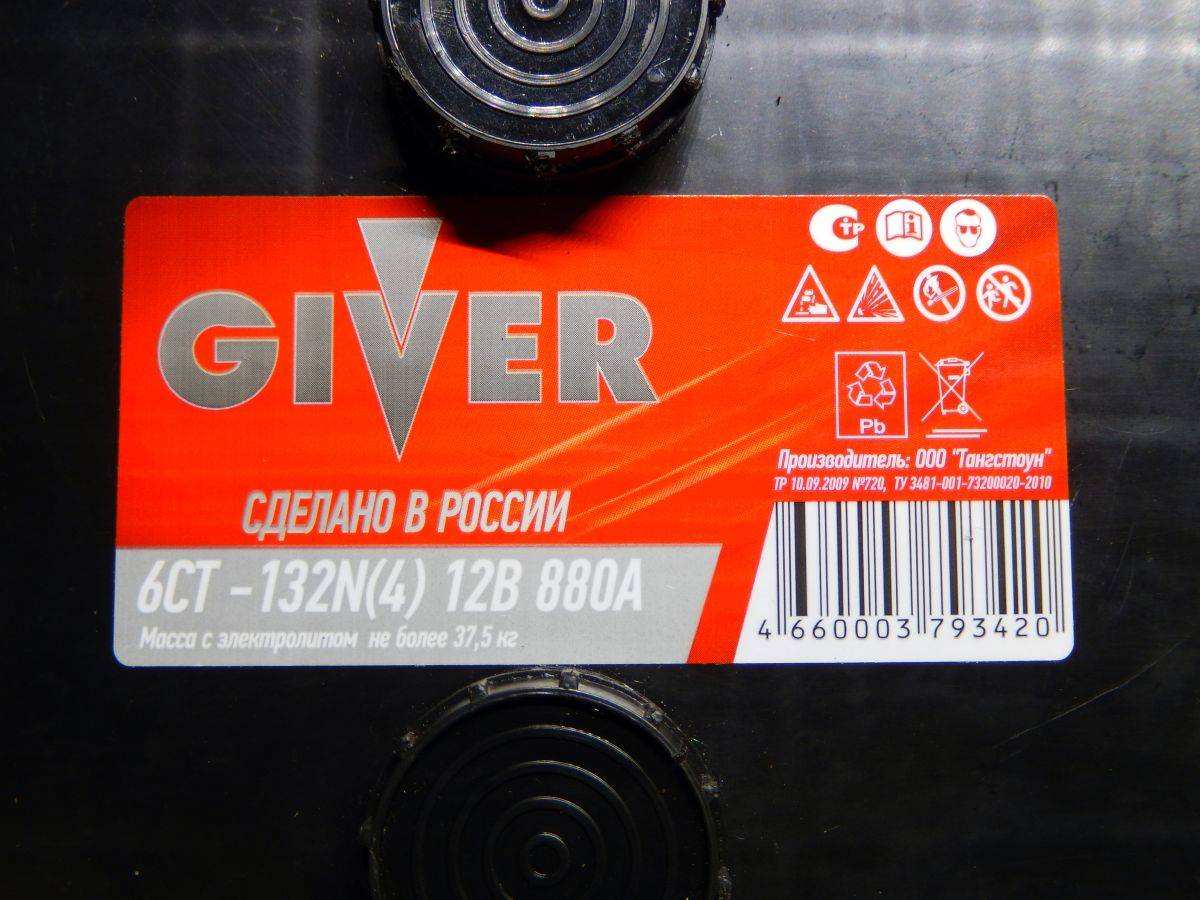 GIVER
СДЕЛАНО В РОССИИ
6СТ - 132N(4) 12В 880А
Масса с электролитом не более 37,5 кг
СТР
i
Pb
Производитель: ООО "Тангстоун"
ТР 10.09.2009 №720, ТУ 3481-001-73200020-2010
4 660003 793420